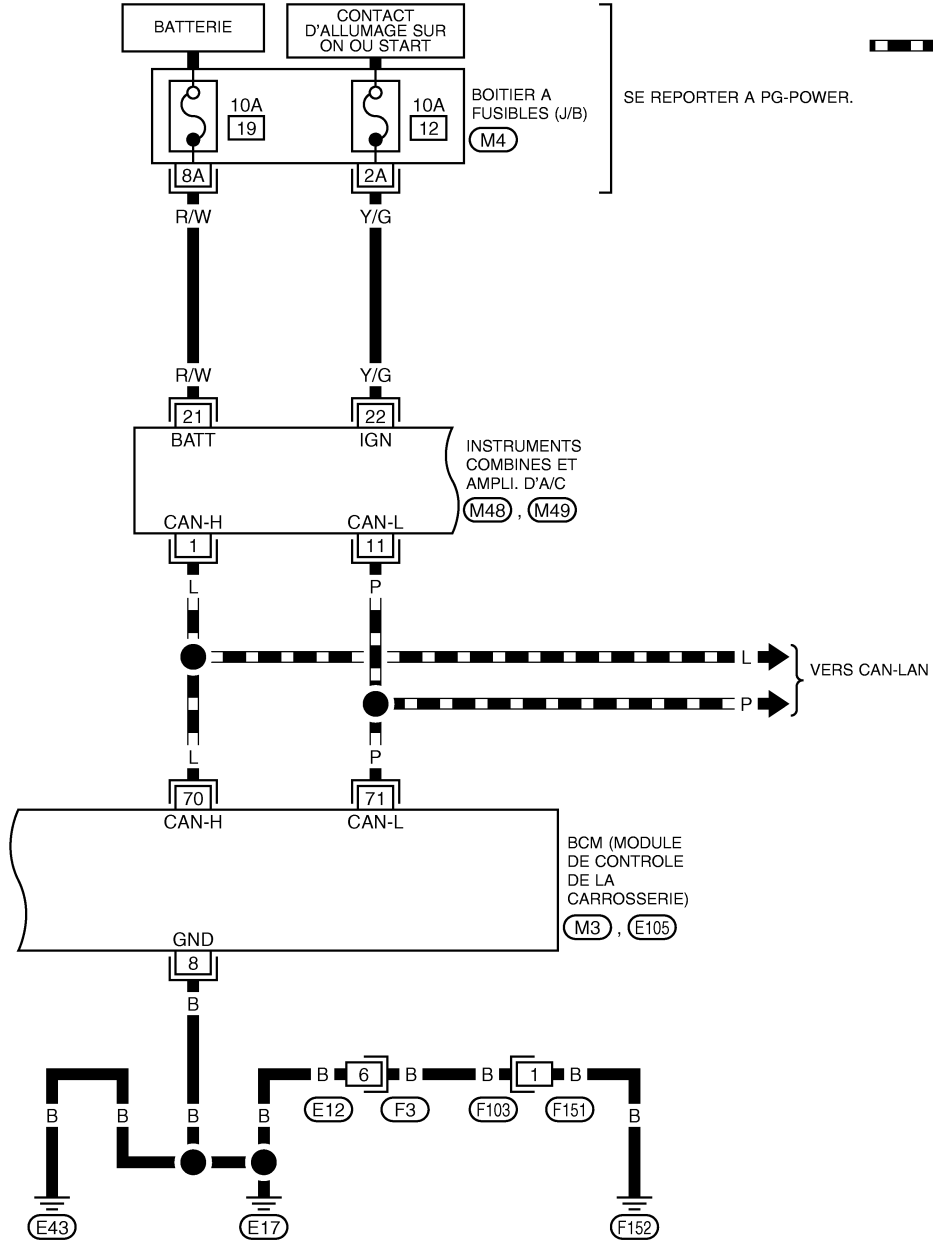 BATTERIE
CONTACT
D'ALLUMAGE SUR
ON OU START
10A
19
10A
12
BOITIER A
FUSIBLES (J/B)
M4
SE REPORTER A PG-POWER.
8A
2A
R/W
Y/G
R/W
Y/G
21
22
BATT
IGN
INSTRUMENTS
COMBINES ET
AMPLI. D'A/C
M48 , M49
CAN-H
CAN-L
1
11
L
P
L
VERS CAN-LAN
P
L
P
70
71
CAN-H
CAN-L
BCM (MODULE
DE CONTROLE
DE LA
CARROSSERIE)
M3 , E105
GND
8
B
B
6
B
B
1
B
E12
F3
F103
F151
B
B
B
B
B
E43
E17
F152